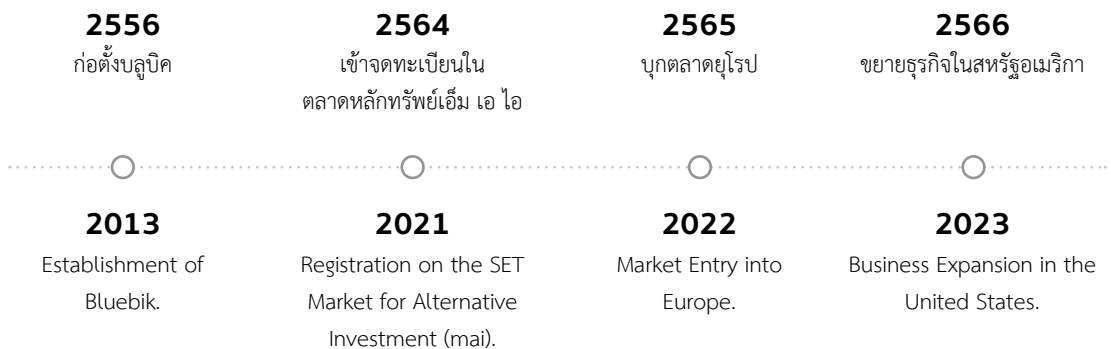 2556
ก่อตั้งบลูบิค
2564
เข้าจดทะเบียนใน
ตลาดหลักทรัพย์เอ็ม เอ ไอ
2565
บุกตลาดยุโรป
2566
ขยายธุรกิจในสหรัฐอเมริกา
2013
Establishment of
Bluebik.
2021
Registration on the SET
Market for Alternative
Investment (mai).
2022
Market Entry into
Europe.
2023
Business Expansion in the
United States.